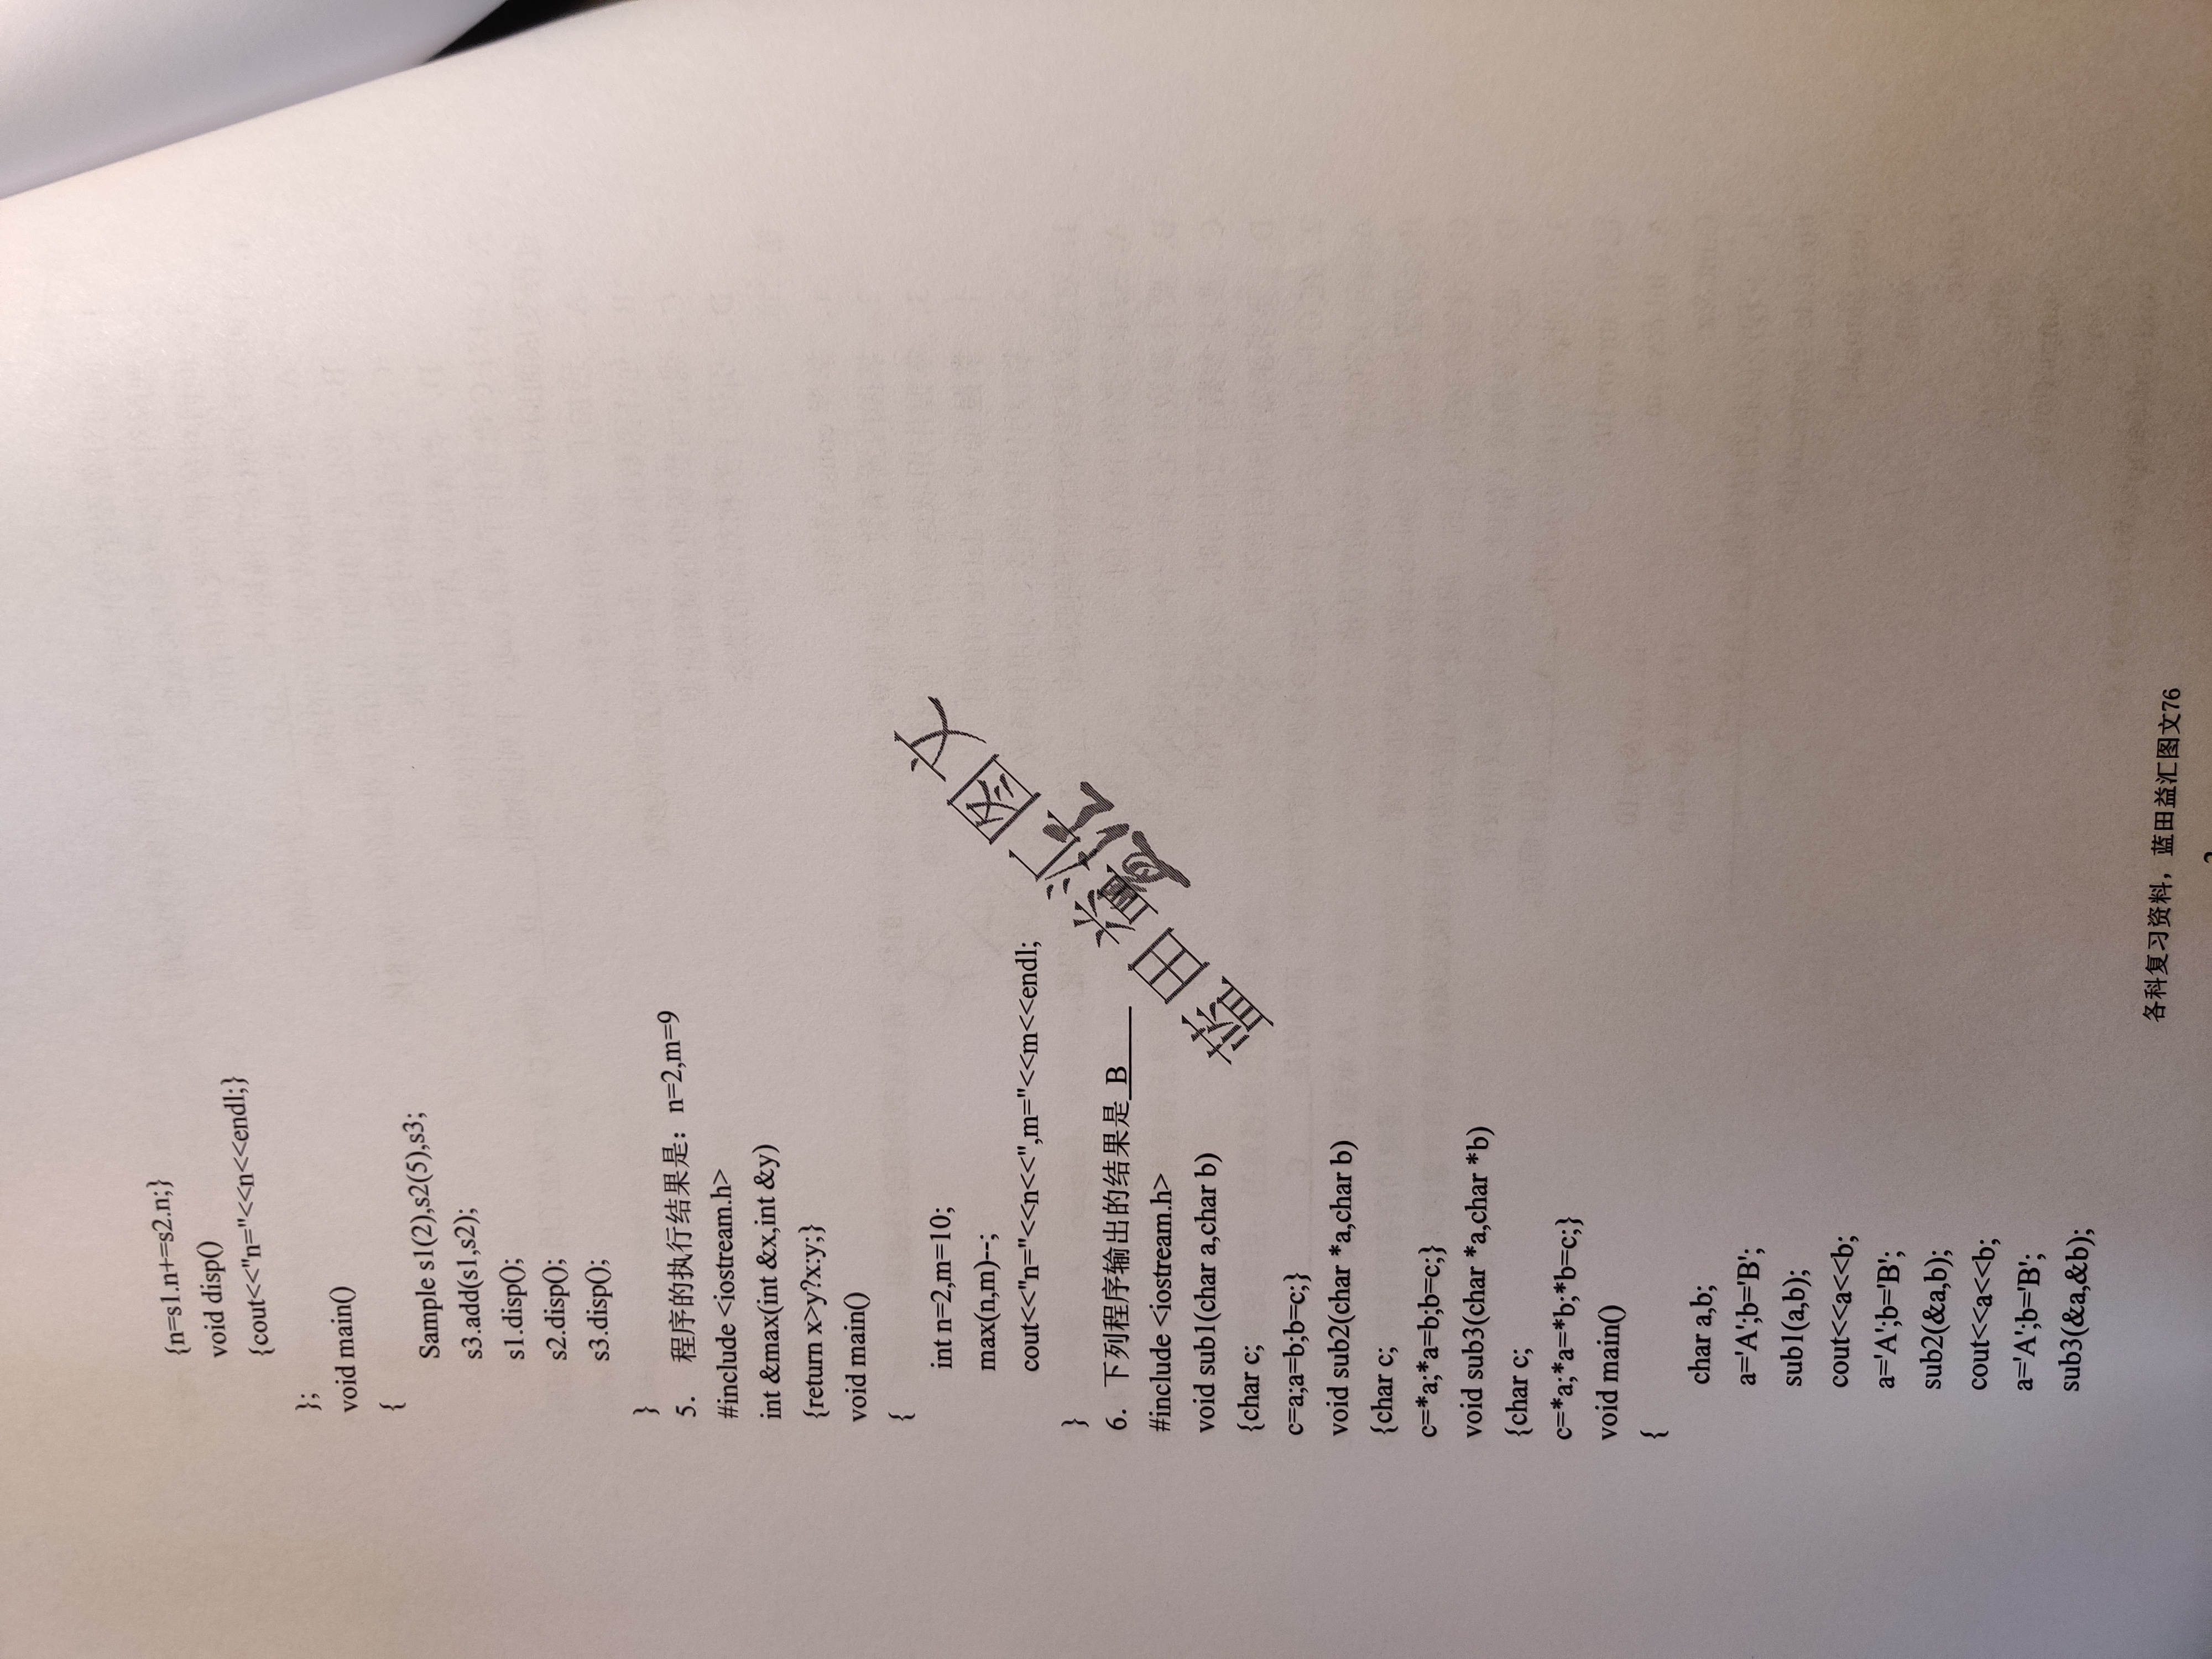 {n=s1.n+=s2.n;}
void disp()
{cout<<"n="<<n<<endl;}
};
void main()
{
Sample s1(2),s2(5),s3;
s3.add(s1,s2);
s1.disp();
s2.disp();
s3.disp();
}
5. 程序的执行结果是：n=2,m=9
#include <iostream.h>
int &max(int &x,int &y)
{return x>y?x:y;}
void main()
{
int n=2,m=10;
max(n,m)--;
cout<<"n="<<n<<",m="<<m<<endl;
}
蓝田益汇图文
益汇
6. 下列程序输出的结果是 B
#include <iostream.h>
void sub1(char a,char b)
{char c;
c=a;a=b;b=c;}
void sub2(char *a,char b)
{char c;
c=*a;*a=b;b=c;}
void sub3(char *a,char *b)
{char c;
c=*a;*a=*b;*b=c;}
void main()
{
char a,b;
a='A';b='B';
sub1(a,b);
cout<<a<<b;
a='A';b='B';
sub2(&a,b);
cout<<a<<b;
a='A';b='B';
sub3(&a,&b);
各科复习资料，蓝田益汇图文76